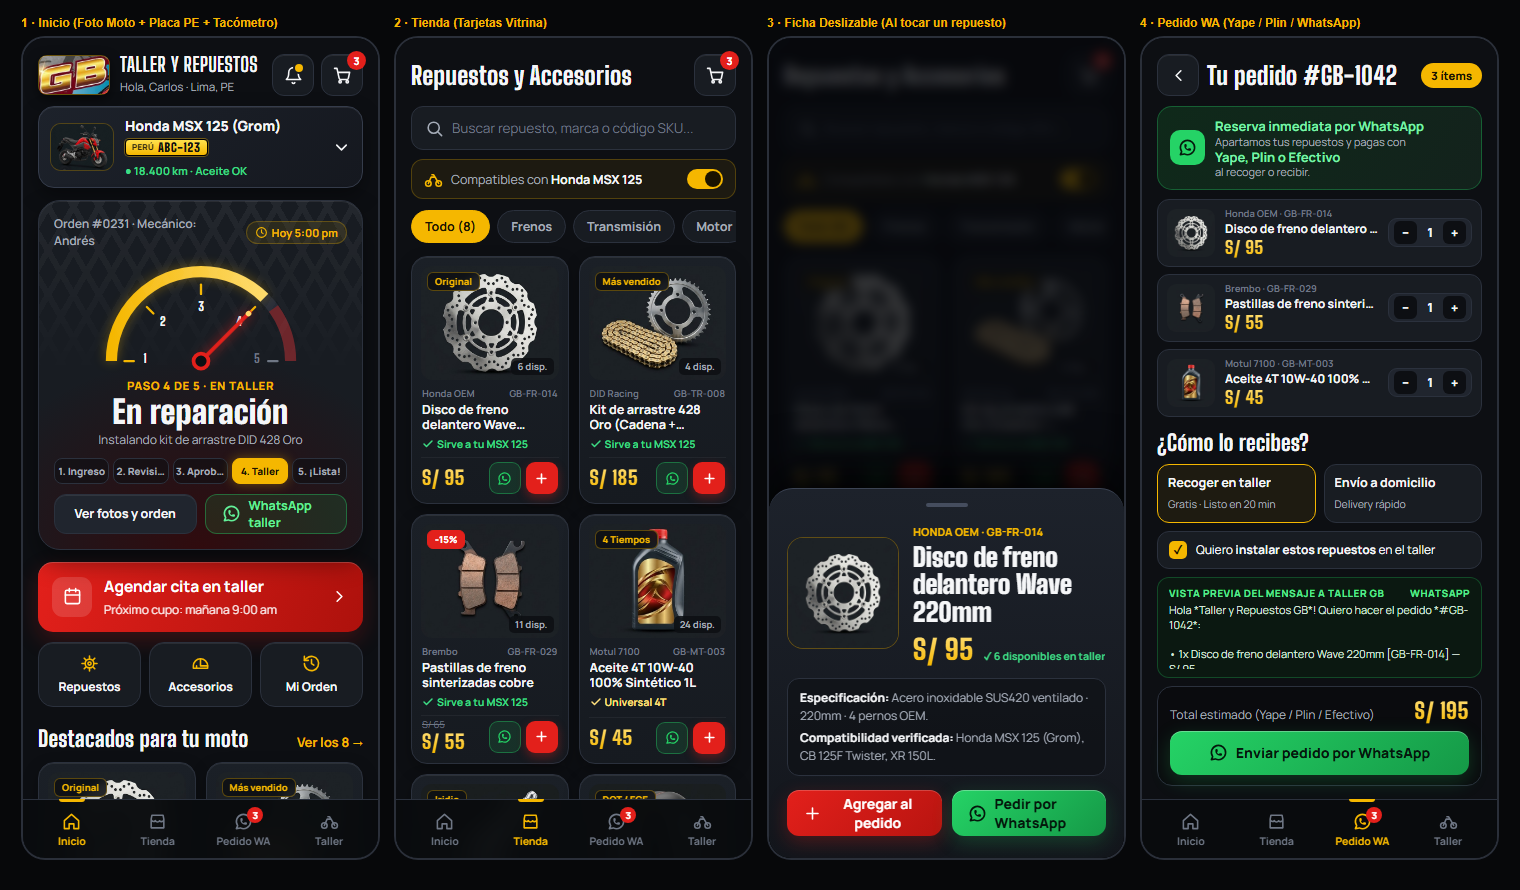 1 · Inicio (Foto Moto + Placa PE + Tacómetro)
GB
TALLER Y REPUESTOS
Hola, Carlos · Lima, PE
3
Honda MSX 125 (Grom)
PERÚ ABC-123
18.400 km · Aceite OK
Orden #0231 · Mecánico:
Andrés
Hoy 5:00 pm
1
2
3
4
5
PASO 4 DE 5 · EN TALLER
En reparación
Instalando kit de arrastre DID 428 Oro
1. Ingreso
2. Revisi...
3. Aprob...
4. Taller
5. ¡Lista!
Ver fotos y orden
WhatsApp
taller
Agendar cita en taller
Próximo cupo: mañana 9:00 am
Repuestos
Accesorios
Mi Orden
Destacados para tu moto
Ver los 8 →
Original
Más vendido
Inicio
Tienda
3
Pedido WA
Taller
2 · Tienda (Tarjetas Vitrina)
Repuestos y Accesorios
3
Buscar repuesto, marca o código SKU...
Compatibles con Honda MSX 125
Todo (8)
Frenos
Transmisión
Motor
Original
6 disp.
Honda OEM
GB-FR-014
Disco de freno
delantero Wave...
✓ Sirve a tu MSX 125
S/ 95
+
Más vendido
4 disp.
DID Racing
GB-TR-008
Kit de arrastre 428
Oro (Cadena +...
✓ Sirve a tu MSX 125
S/ 185
+
-15%
11 disp.
Brembo
GB-FR-029
Pastillas de freno
sinterizadas cobre
✓ Sirve a tu MSX 125
S/ 65
S/ 55
+
4 Tiempos
24 disp.
Motul 7100
GB-MT-003
Aceite 4T 10W-40
100% Sintético 1L
✓ Universal 4T
S/ 45
+
Inicio
Tienda
3
Pedido WA
Taller
3 · Ficha Deslizable (Al tocar un repuesto)
HONDA OEM · GB-FR-014
Disco de freno
delantero Wave
220mm
S/ 95
✓ 6 disponibles en taller
Especificación: Acero inoxidable SUS420 ventilado ·
220mm · 4 pernos OEM.
Compatibilidad verificada: Honda MSX 125 (Grom),
CB 125F Twister, XR 150L.
+ Agregar al
pedido
Pedir por
WhatsApp
4 · Pedido WA (Yape / Plin / WhatsApp)
Tu pedido #GB-1042
3 ítems
Reserva inmediata por WhatsApp
Apartamos tus repuestos y pagas con
Yape, Plin o Efectivo
al recoger o recibir.
Honda OEM · GB-FR-014
Disco de freno delantero ...
S/ 95
− 1 +
Brembo · GB-FR-029
Pastillas de freno sinteri...
S/ 55
− 1 +
Motul 7100 · GB-MT-003
Aceite 4T 10W-40 100% ...
S/ 45
− 1 +
¿Cómo lo recibes?
Recoger en taller
Gratis · Listo en 20 min
Envío a domicilio
Delivery rápido
Quiero instalar estos repuestos en el taller
VISTA PREVIA DEL MENSAJE A TALLER GB
WHATSAPP
Hola *Taller y Repuestos GB*! Quiero hacer el pedido *#GB-
1042*:
• 1x Disco de freno delantero Wave 220mm [GB-FR-014] —
S/ 95
Total estimado (Yape / Plin / Efectivo)
S/ 195
Enviar pedido por WhatsApp
Inicio
Tienda
3
Pedido WA
Taller